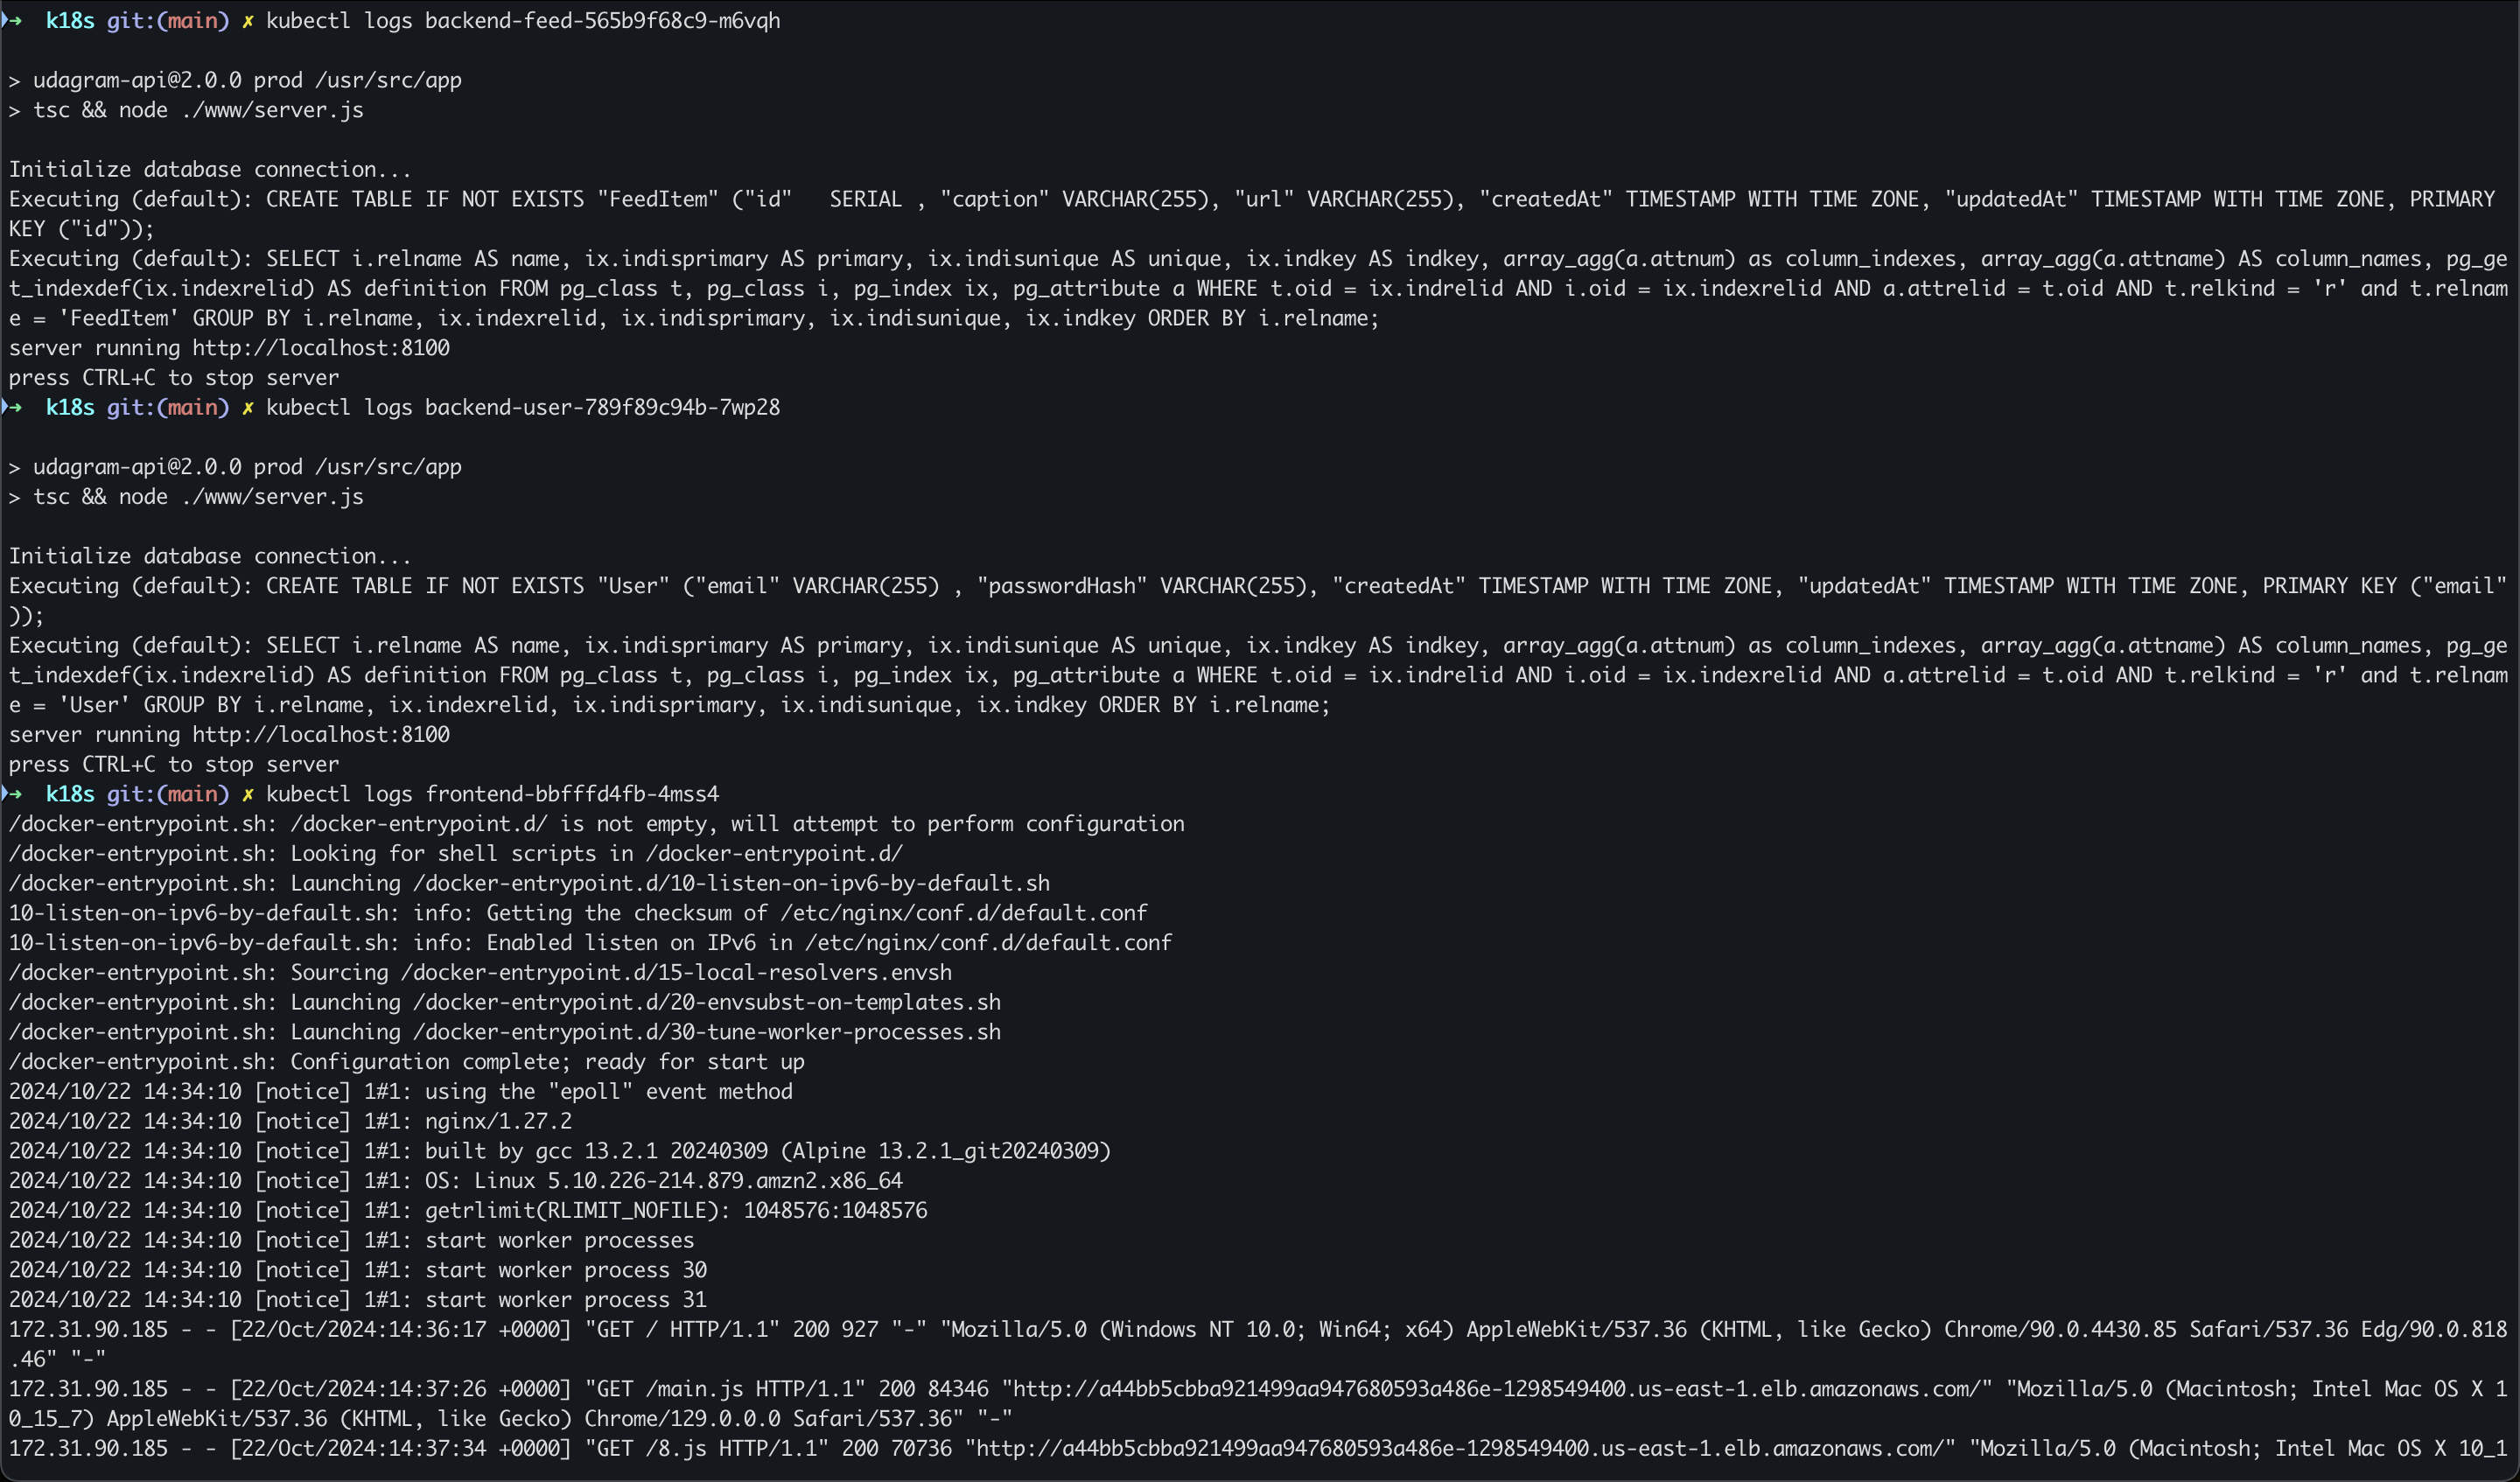 ➜  k18s git:(main) ✗ kubectl logs backend-feed-565b9f68c9-m6vqh

> udagram-api@2.0.0 prod /usr/src/app
> tsc && node ./www/server.js

Initialize database connection...
Executing (default): CREATE TABLE IF NOT EXISTS "FeedItem" ("id"   SERIAL , "caption" VARCHAR(255), "url" VARCHAR(255), "createdAt" TIMESTAMP WITH TIME ZONE, "updatedAt" TIMESTAMP WITH TIME ZONE, PRIMARY
KEY ("id"));
Executing (default): SELECT i.relname AS name, ix.indisprimary AS primary, ix.indisunique AS unique, ix.indkey AS indkey, array_agg(a.attnum) as column_indexes, array_agg(a.attname) AS column_names, pg_ge
t_indexdef(ix.indexrelid) AS definition FROM pg_class t, pg_class i, pg_index ix, pg_attribute a WHERE t.oid = ix.indrelid AND i.oid = ix.indexrelid AND a.attrelid = t.oid AND t.relkind = 'r' and t.relnam
e = 'FeedItem' GROUP BY i.relname, ix.indexrelid, ix.indisprimary, ix.indisunique, ix.indkey ORDER BY i.relname;
server running http://localhost:8100
press CTRL+C to stop server
➜  k18s git:(main) ✗ kubectl logs backend-user-789f89c94b-7wp28

> udagram-api@2.0.0 prod /usr/src/app
> tsc && node ./www/server.js

Initialize database connection...
Executing (default): CREATE TABLE IF NOT EXISTS "User" ("email" VARCHAR(255) , "passwordHash" VARCHAR(255), "createdAt" TIMESTAMP WITH TIME ZONE, "updatedAt" TIMESTAMP WITH TIME ZONE, PRIMARY KEY ("email"
));
Executing (default): SELECT i.relname AS name, ix.indisprimary AS primary, ix.indisunique AS unique, ix.indkey AS indkey, array_agg(a.attnum) as column_indexes, array_agg(a.attname) AS column_names, pg_ge
t_indexdef(ix.indexrelid) AS definition FROM pg_class t, pg_class i, pg_index ix, pg_attribute a WHERE t.oid = ix.indrelid AND i.oid = ix.indexrelid AND a.attrelid = t.oid AND t.relkind = 'r' and t.relnam
e = 'User' GROUP BY i.relname, ix.indexrelid, ix.indisprimary, ix.indisunique, ix.indkey ORDER BY i.relname;
server running http://localhost:8100
press CTRL+C to stop server
➜  k18s git:(main) ✗ kubectl logs frontend-bbfffd4fb-4mss4
/docker-entrypoint.sh: /docker-entrypoint.d/ is not empty, will attempt to perform configuration
/docker-entrypoint.sh: Looking for shell scripts in /docker-entrypoint.d/
/docker-entrypoint.sh: Launching /docker-entrypoint.d/10-listen-on-ipv6-by-default.sh
10-listen-on-ipv6-by-default.sh: info: Getting the checksum of /etc/nginx/conf.d/default.conf
10-listen-on-ipv6-by-default.sh: info: Enabled listen on IPv6 in /etc/nginx/conf.d/default.conf
/docker-entrypoint.sh: Sourcing /docker-entrypoint.d/15-local-resolvers.envsh
/docker-entrypoint.sh: Launching /docker-entrypoint.d/20-envsubst-on-templates.sh
/docker-entrypoint.sh: Launching /docker-entrypoint.d/30-tune-worker-processes.sh
/docker-entrypoint.sh: Configuration complete; ready for start up
2024/10/22 14:34:10 [notice] 1#1: using the "epoll" event method
2024/10/22 14:34:10 [notice] 1#1: nginx/1.27.2
2024/10/22 14:34:10 [notice] 1#1: built by gcc 13.2.1 20240309 (Alpine 13.2.1_git20240309)
2024/10/22 14:34:10 [notice] 1#1: OS: Linux 5.10.226-214.879.amzn2.x86_64
2024/10/22 14:34:10 [notice] 1#1: getrlimit(RLIMIT_NOFILE): 1048576:1048576
2024/10/22 14:34:10 [notice] 1#1: start worker processes
2024/10/22 14:34:10 [notice] 1#1: start worker process 30
2024/10/22 14:34:10 [notice] 1#1: start worker process 31
172.31.90.185 - - [22/Oct/2024:14:36:17 +0000] "GET / HTTP/1.1" 200 927 "-" "Mozilla/5.0 (Windows NT 10.0; Win64; x64) AppleWebKit/537.36 (KHTML, like Gecko) Chrome/90.0.4430.85 Safari/537.36 Edg/90.0.818
.46" "-"
172.31.90.185 - - [22/Oct/2024:14:37:26 +0000] "GET /main.js HTTP/1.1" 200 84346 "http://a44bb5cbba921499aa947680593a486e-1298549400.us-east-1.elb.amazonaws.com/" "Mozilla/5.0 (Macintosh; Intel Mac OS X 1
0_15_7) AppleWebKit/537.36 (KHTML, like Gecko) Chrome/129.0.0.0 Safari/537.36" "-"
172.31.90.185 - - [22/Oct/2024:14:37:34 +0000] "GET /8.js HTTP/1.1" 200 70736 "http://a44bb5cbba921499aa947680593a486e-1298549400.us-east-1.elb.amazonaws.com/" "Mozilla/5.0 (Macintosh; Intel Mac OS X 10_1